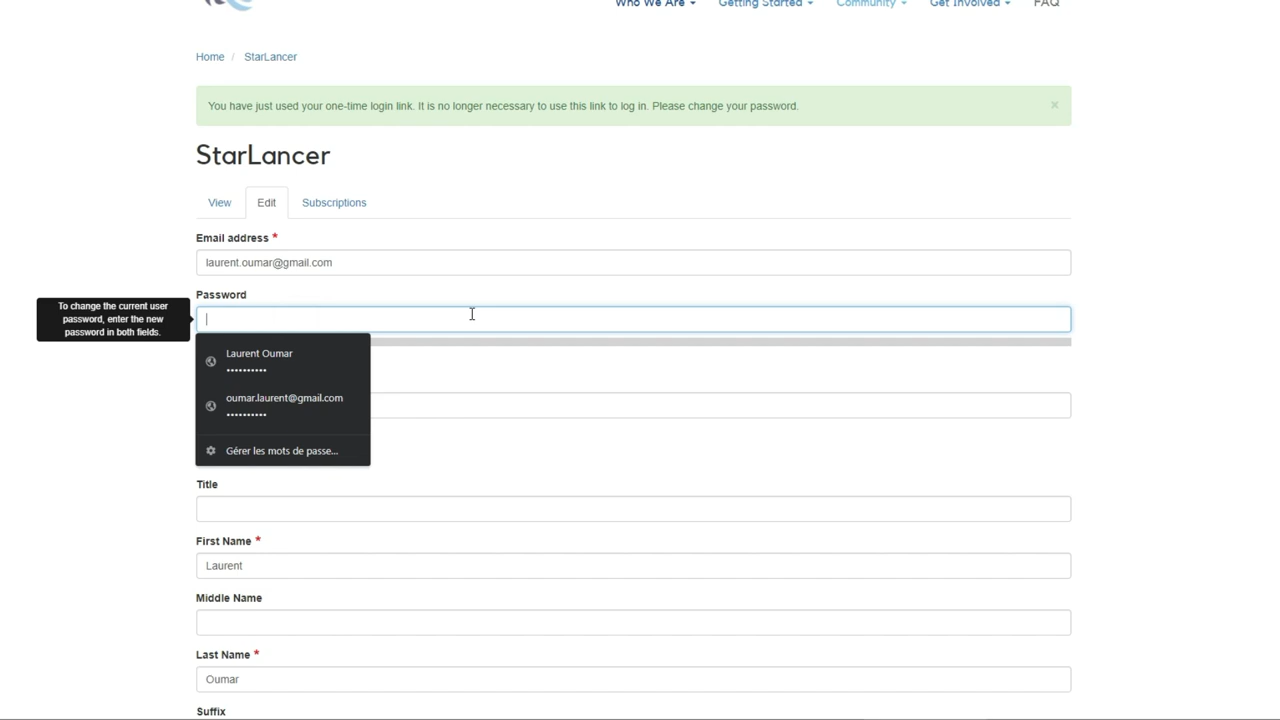 Who We Are Getting Started Community Get Involved FAQ
Home / StarLancer
You have just used your one-time login link. It is no longer necessary to use this link to log in. Please change your password. ×
StarLancer
View Edit Subscriptions
Email address *
laurent.oumar@gmail.com
Password
To change the current user
password, enter the new
password in both fields.
Laurent Oumar
••••••••••
oumar.laurent@gmail.com
••••••••••
Gérer les mots de passe...
Title
First Name *
Laurent
Middle Name
Last Name *
Oumar
Suffix